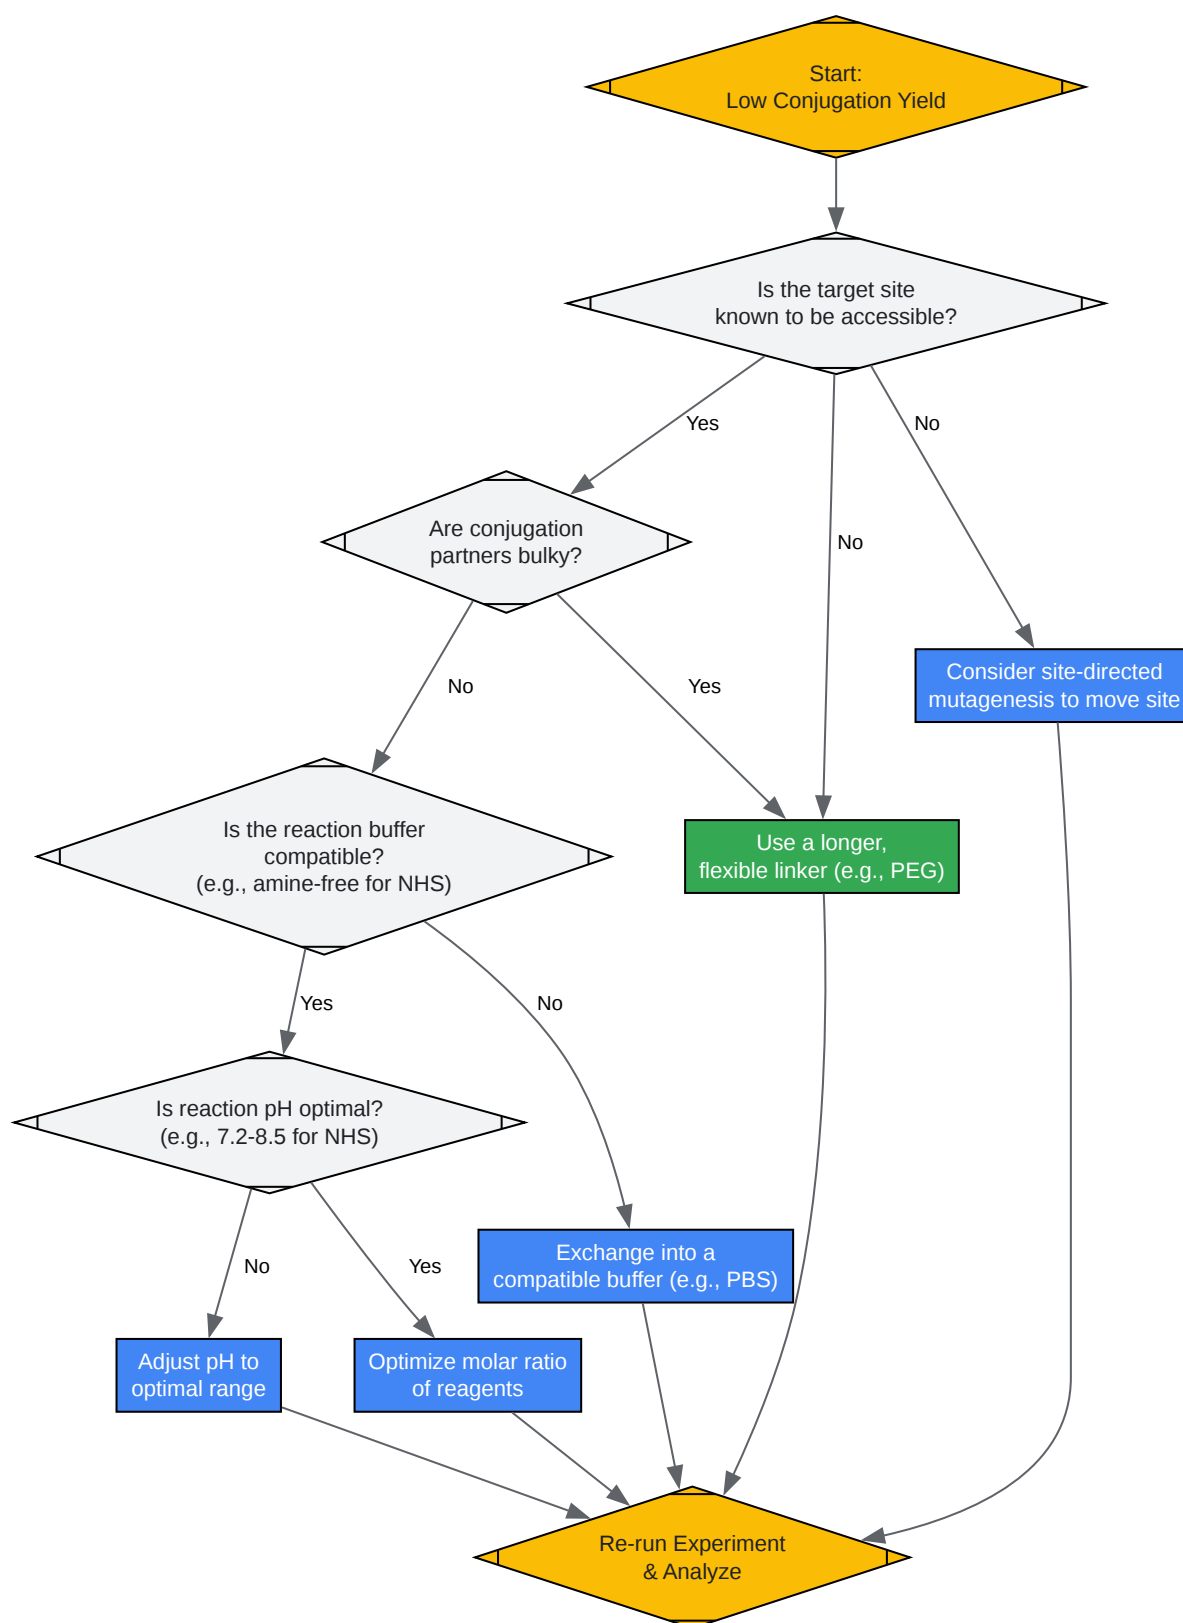 Start:
Low Conjugation Yield
Is the target site
known to be accessible?
Yes
No
No
Are conjugation
partners bulky?
No
Yes
Consider site-directed
mutagenesis to move site
Is the reaction buffer
compatible?
(e.g., amine-free for NHS)
Use a longer,
flexible linker (e.g., PEG)
Yes
No
Is reaction pH optimal?
(e.g., 7.2-8.5 for NHS)
No
Yes
Exchange into a
compatible buffer (e.g., PBS)
Adjust pH to
optimal range
Optimize molar ratio
of reagents
Re-run Experiment
& Analyze